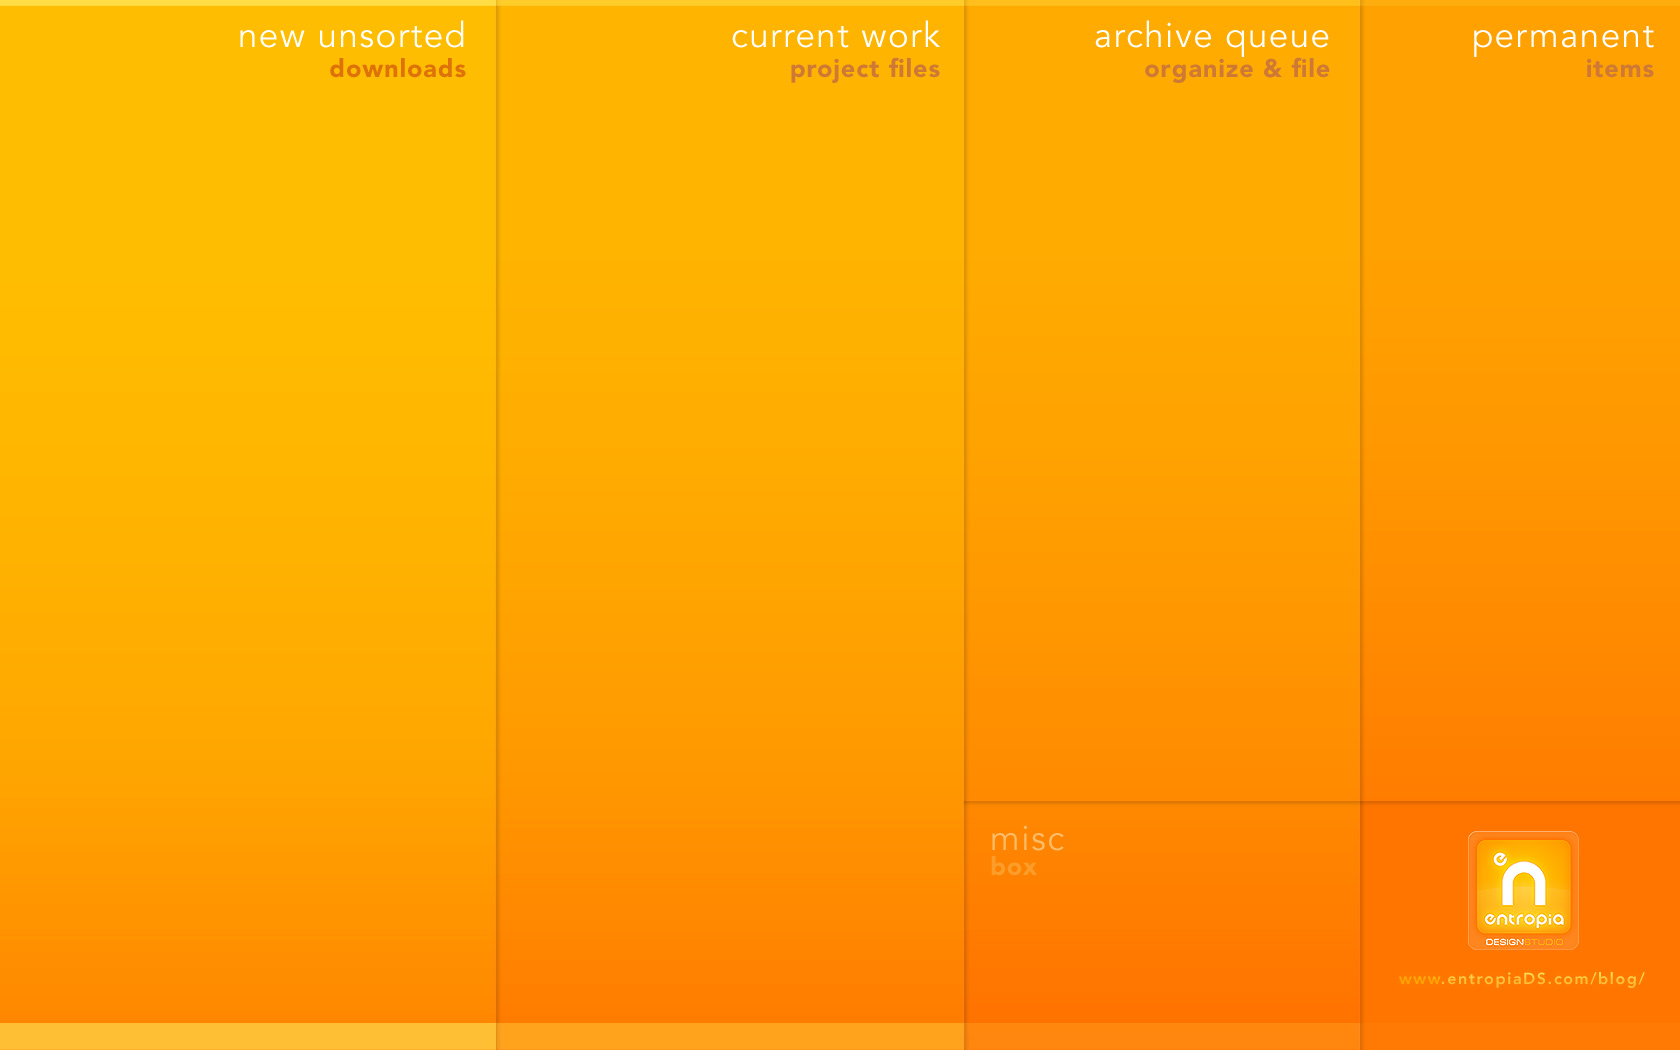 new unsorted
downloads
current work
project files
archive queue
organize & file
permanent
items
misc
box
en
entropia
DESIGNSTUDIO
www.entropiaDS.com/blog/